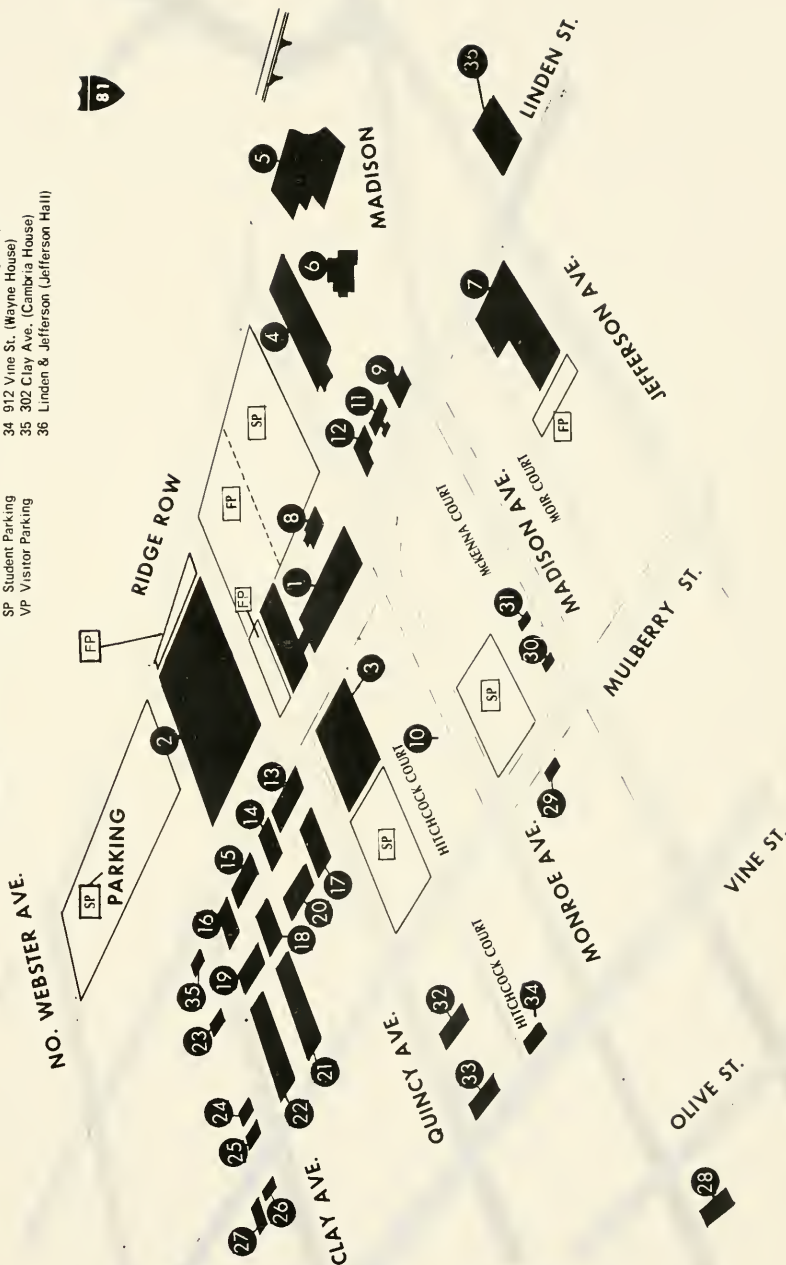 34 912 Vine St. (Wayne House)
35 302 Clay Ave. (Cambria House)
36 Linden & Jefferson (Jefferson Hall)
SP Student Parking
VP Visitor Parking
81
NO. WEBSTER AVE.
SP
PARKING
FP
RIDGE ROW
2
FP
FP
SP
4
5
6
MADISON
35
23
16
15
14
13
19
18
20
17
24
25
27
26
22
21
CLAY AVE.
1
8
12
11
9
3
SP
HITCHCOCK COURT
10
QUINCY AVE.
32
33
HITCHCOCK COURT
34
MONROE AVE.
SP
MCKENNA COURT
30
31
29
MADISON AVE.
MOIR COURT
7
FP
JEFFERSON AVE.
36
LINDEN ST.
MULBERRY ST.
VINE ST.
OLIVE ST.
28